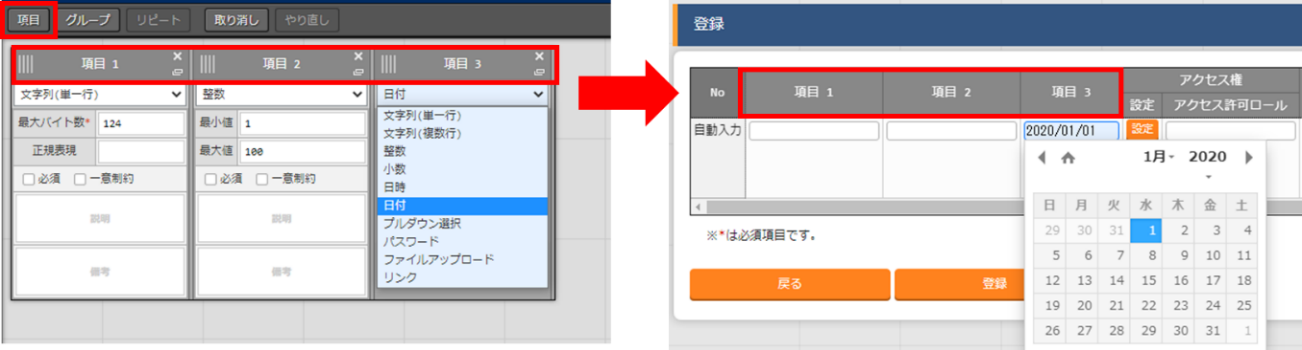 項目 グループ リピート 取り消し やり直し
項目 1
項目 2
項目 3
文字列(単一行)
最大バイト数* 124
正規表現
必須 一意制約
説明
備考
整数
最小値 1
最大値 100
必須 一意制約
説明
備考
日付
文字列(単一行)
文字列(複数行)
整数
小数
日時
日付
プルダウン選択
パスワード
ファイルアップロード
リンク
登録
No 項目 1 項目 2 項目 3 アクセス権
設定 アクセス許可ロール
自動入力 2020/01/01 設定
1月 2020
日 月 火 水 木 金 土
29 30 31 1 2 3 4
5 6 7 8 9 10 11
12 13 14 15 16 17 18
19 20 21 22 23 24 25
26 27 28 29 30 31 1
※*は必須項目です。
戻る
登録